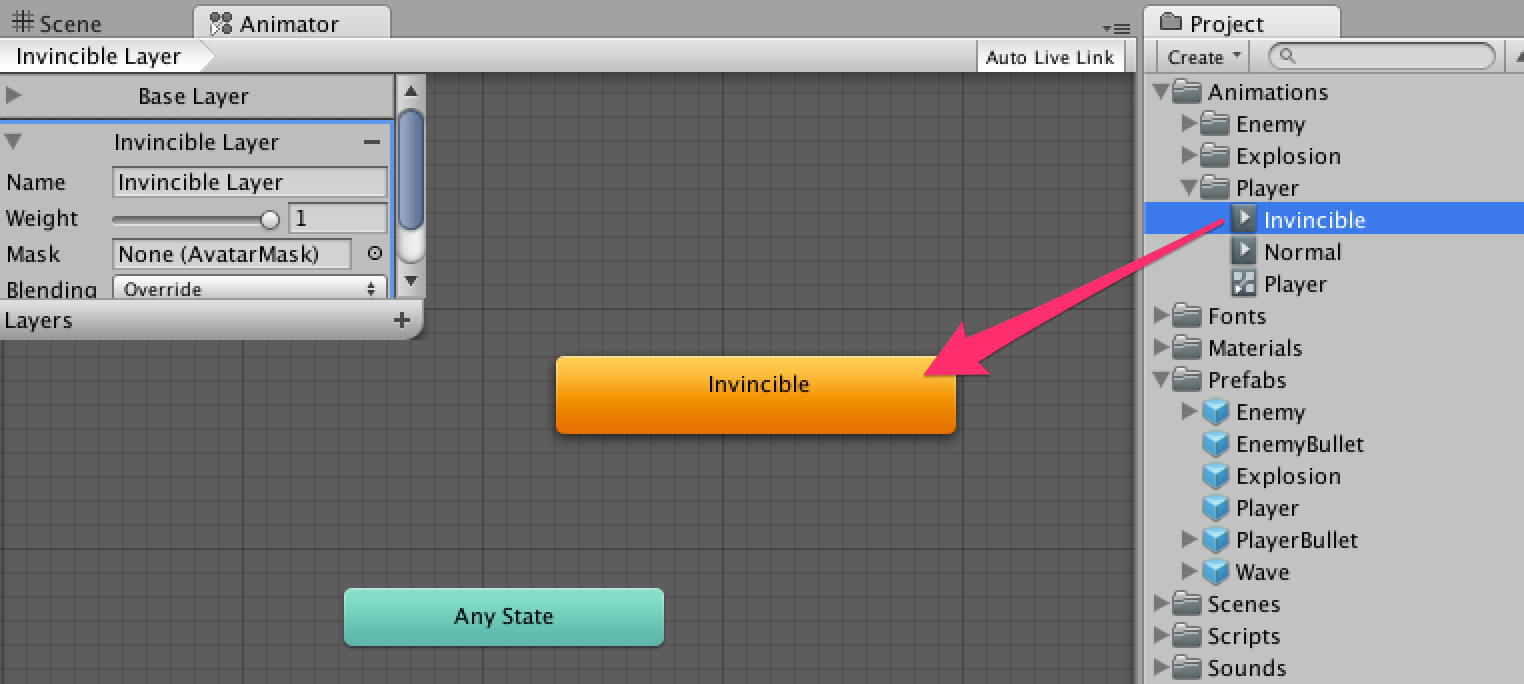 Scene
Animator
Invincible Layer
Auto Live Link
Base Layer
Invincible Layer
Name
Invincible Layer
Weight
1
Mask
None (AvatarMask)
Blending
Override
Layers
Invincible
Any State
Project
Create
Animations
Enemy
Explosion
Player
Invincible
Normal
Player
Fonts
Materials
Prefabs
Enemy
EnemyBullet
Explosion
Player
PlayerBullet
Wave
Scenes
Scripts
Sounds